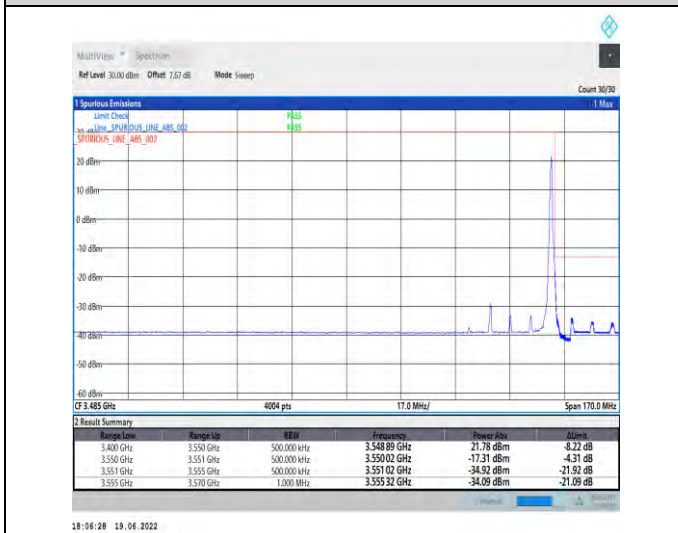 MultiView Spectrum
Ref Level 30.00 dBm Offset 7.57 dB Mode Sweep
Count 30/30
1 Spurious Emissions 1 Max
Limit Check PASS
Line _SPURIOUS_LINE_ABS_002 PASS
_SPURIOUS_LINE_ABS_002
20 dBm
10 dBm
0 dBm
-10 dBm
-20 dBm
-30 dBm
-40 dBm
-50 dBm
-60 dBm
CF 3.485 GHz 4004 pts 17.0 MHz/ Span 170.0 MHz
2 Result Summary
Range Low Range Up RBW Frequency Power Abs ΔLimit
3.400 GHz 3.550 GHz 500.000 kHz 3.548 89 GHz 21.78 dBm -8.22 dB
3.550 GHz 3.551 GHz 500.000 kHz 3.550 02 GHz -17.31 dBm -4.31 dB
3.551 GHz 3.555 GHz 500.000 kHz 3.551 02 GHz -34.92 dBm -21.92 dB
3.555 GHz 3.570 GHz 1.000 MHz 3.555 32 GHz -34.09 dBm -21.09 dB
18:06:28 19.06.2022